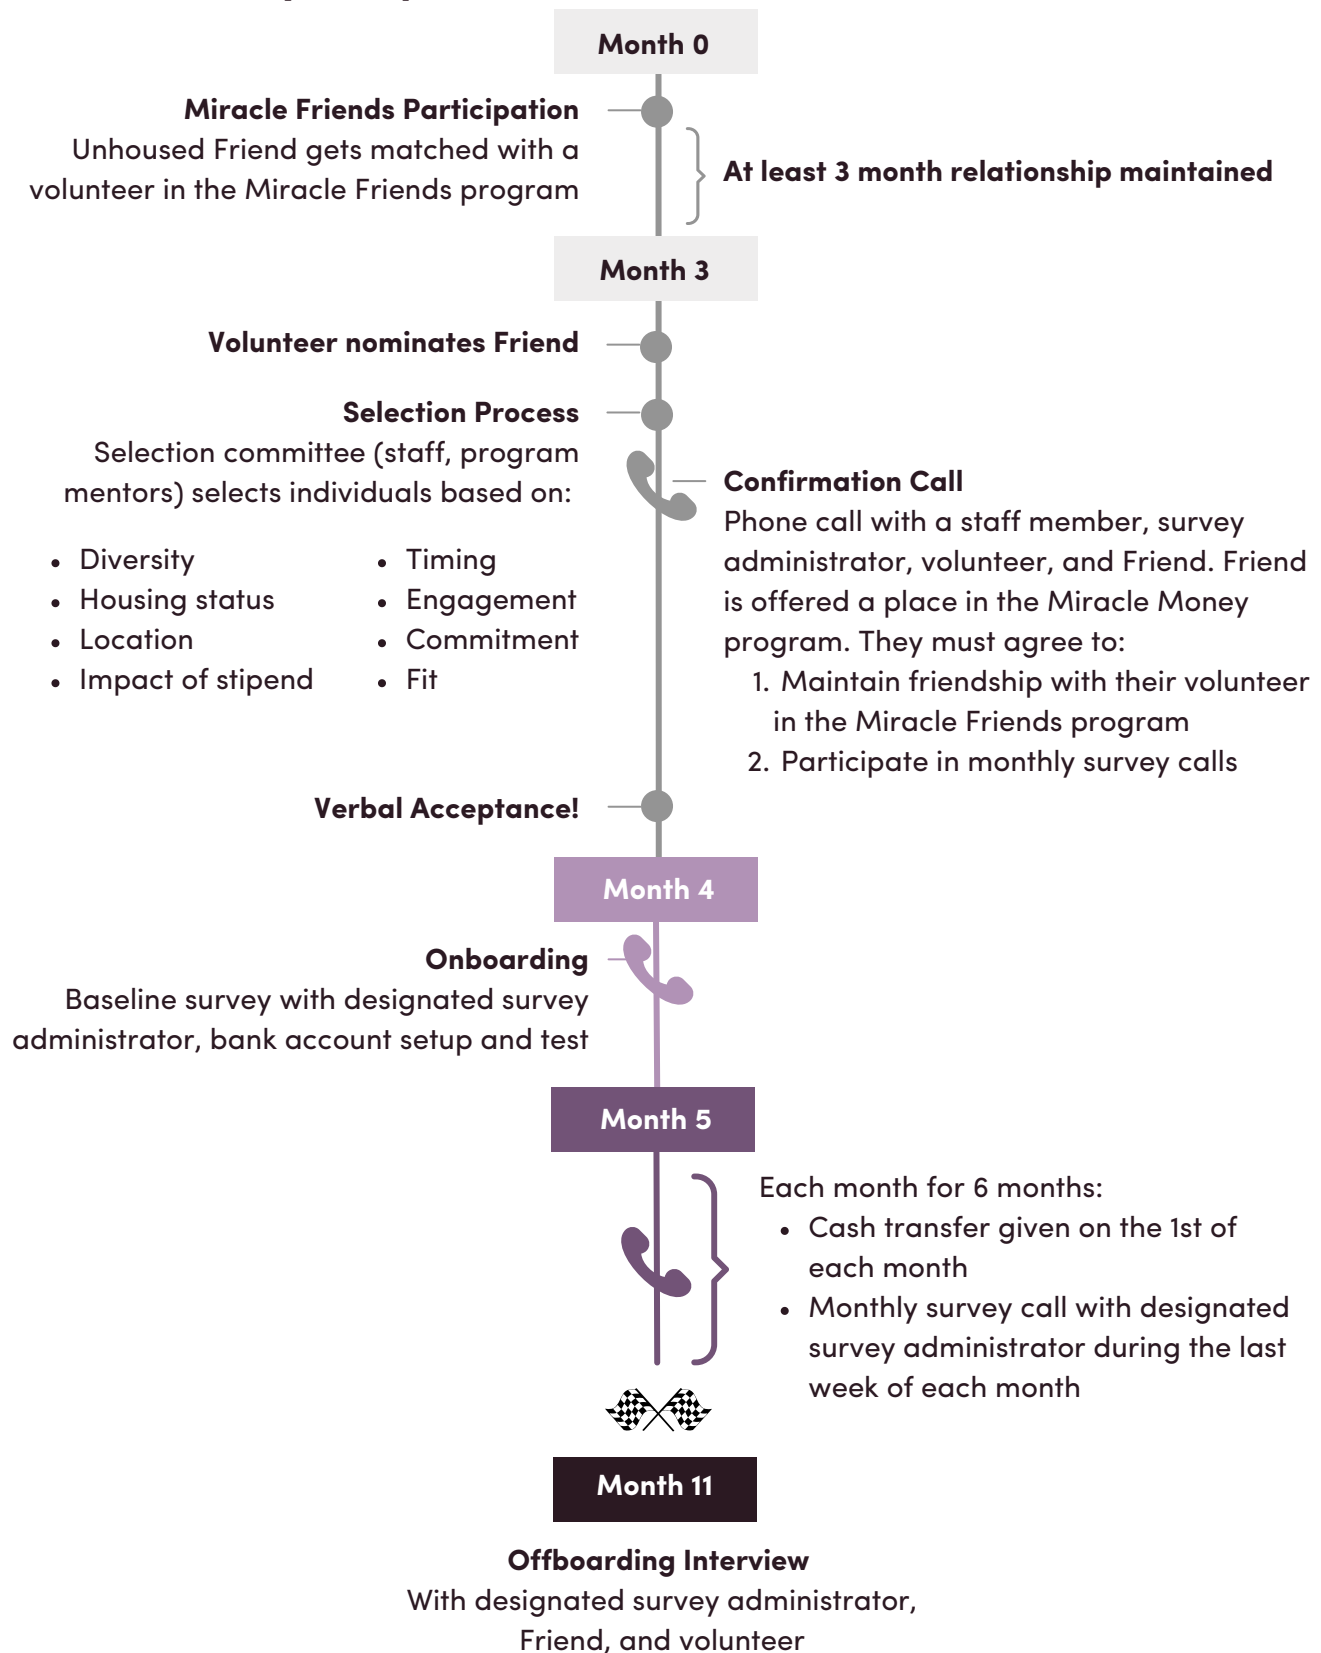 Month 0
Miracle Friends Participation
Unhoused Friend gets matched with a
volunteer in the Miracle Friends program
At least 3 month relationship maintained
Month 3
Volunteer nominates Friend
Selection Process
Selection committee (staff, program
mentors) selects individuals based on:
• Diversity
• Housing status
• Location
• Impact of stipend
• Timing
• Engagement
• Commitment
• Fit
Confirmation Call
Phone call with a staff member, survey
administrator, volunteer, and Friend. Friend
is offered a place in the Miracle Money
program. They must agree to:
1. Maintain friendship with their volunteer
in the Miracle Friends program
2. Participate in monthly survey calls
Verbal Acceptance!
Month 4
Onboarding
Baseline survey with designated survey
administrator, bank account setup and test
Month 5
Each month for 6 months:
• Cash transfer given on the 1st of
each month
• Monthly survey call with designated
survey administrator during the last
week of each month
Month 11
Offboarding Interview
With designated survey administrator,
Friend, and volunteer